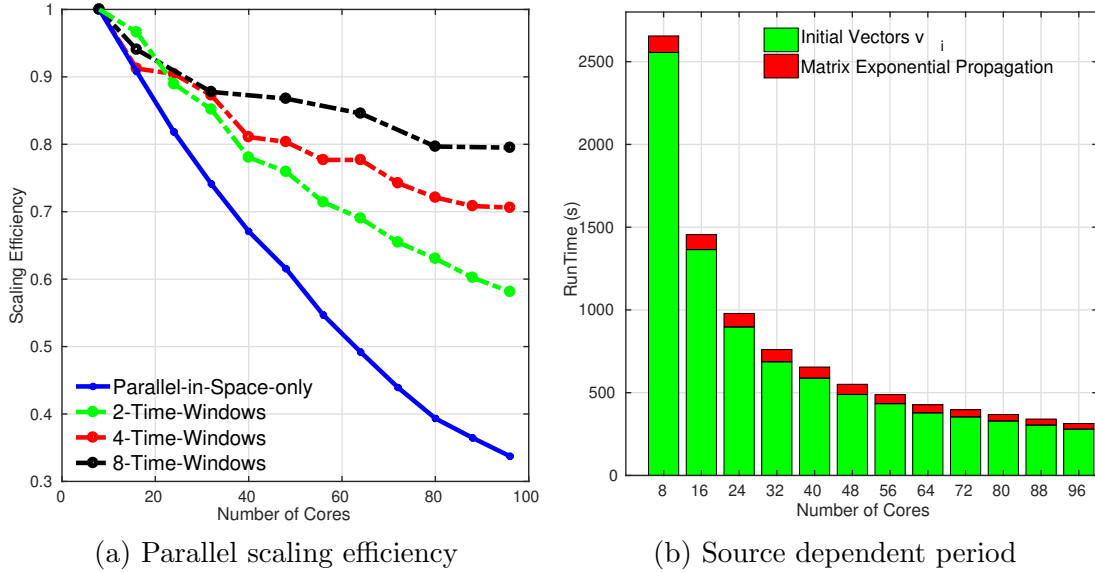 1
0.9
0.8
0.7
0.6
0.5
0.4
0.3
Scaling Efficiency
Parallel-in-Space-only
2-Time-Windows
4-Time-Windows
8-Time-Windows
0 20 40 60 80 100
Number of Cores
(a) Parallel scaling efficiency
2500
2000
1500
1000
500
0
RunTime (s)
Initial Vectors v i
Matrix Exponential Propagation
8 16 24 32 40 48 56 64 72 80 88 96
Number of Cores
(b) Source dependent period